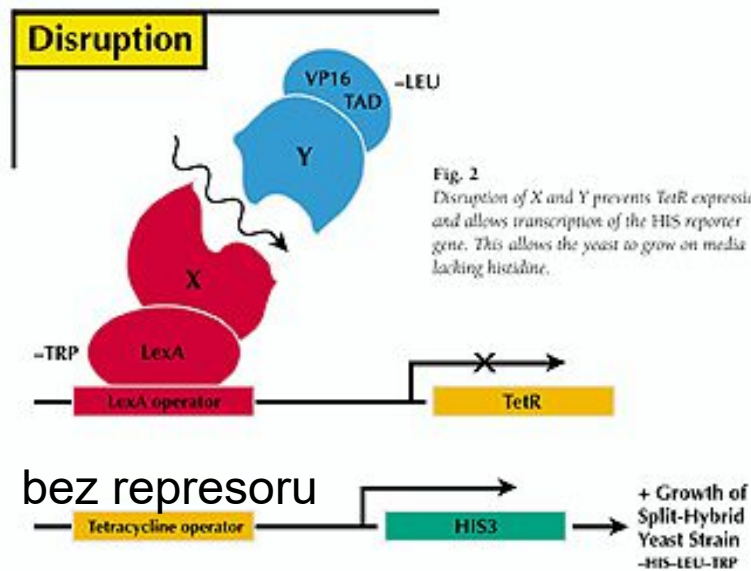 Disruption
VP16
TAD
–LEU
Y
Fig. 2
Disruption of X and Y prevents TetR expressio
and allows transcription of the HIS reporter
gene. This allows the yeast to grow on media
lacking histidine.
X
–TRP
LexA
LexA operator
X
TetR
bez represoru
Tetracycline operator
HIS3
+ Growth of
Split-Hybrid
Yeast Strain
–HIS–LEU–TRP